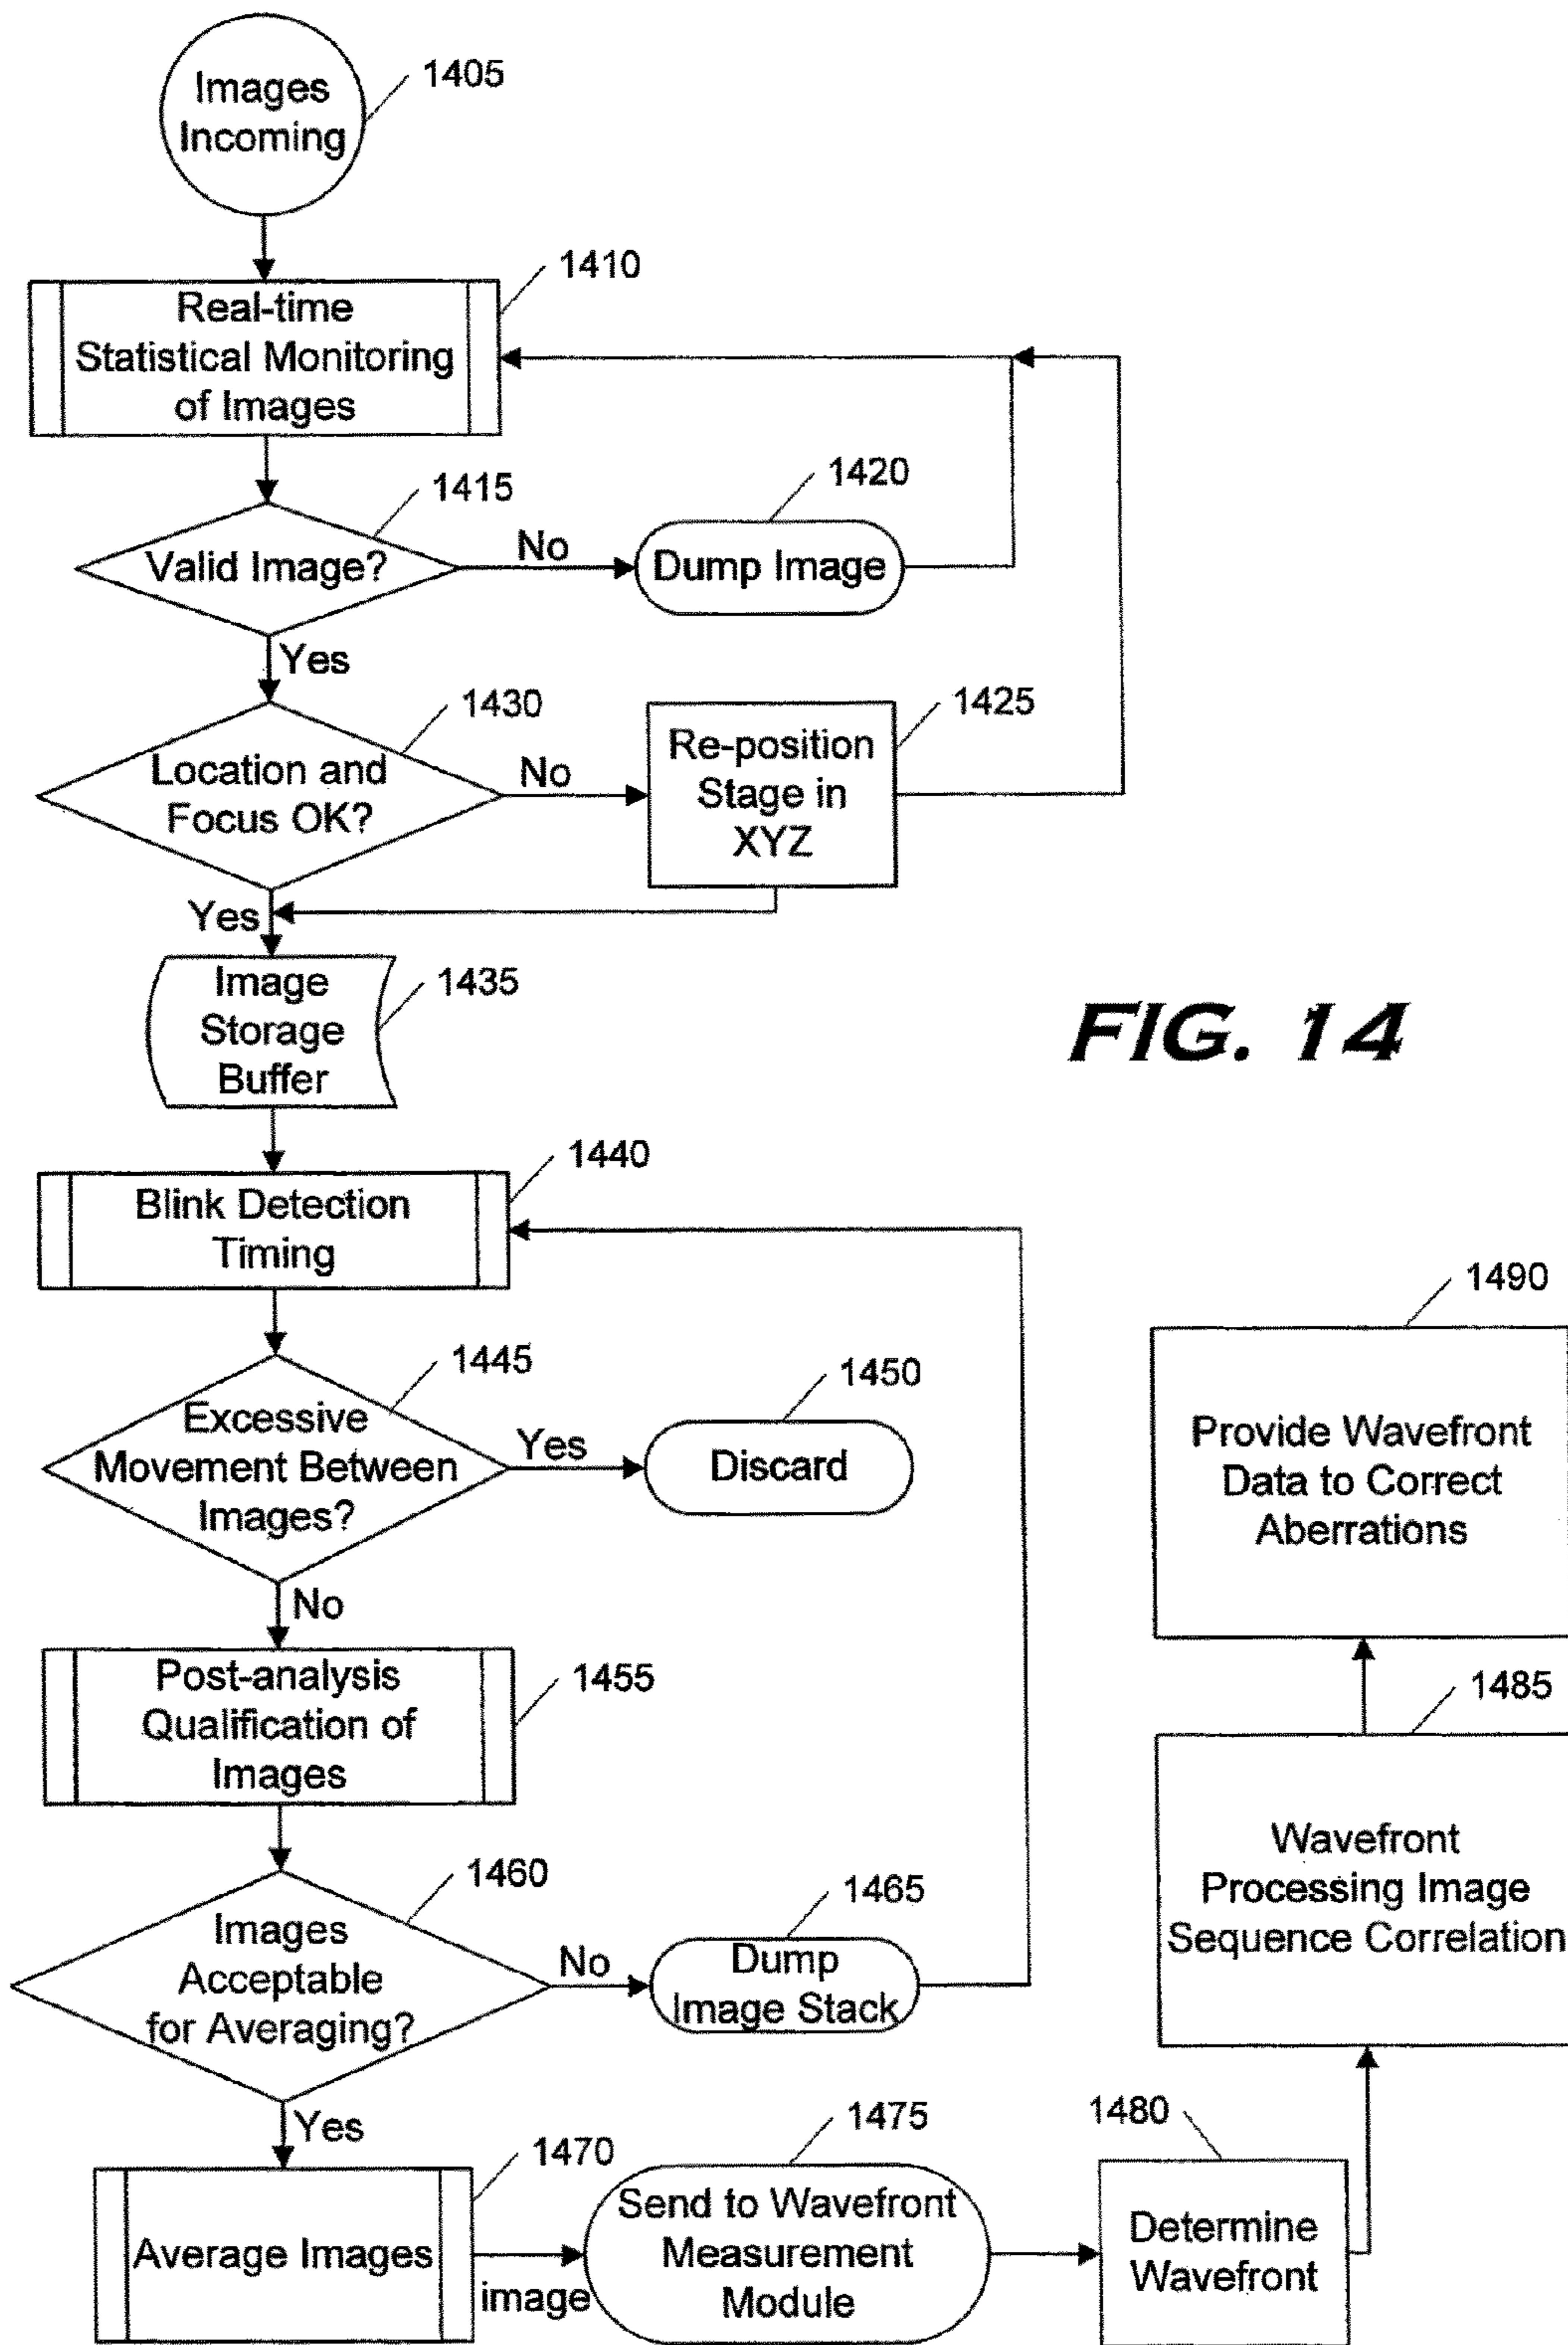 Images
Incoming
1405
Real-time
Statistical Monitoring
of Images
1410
Valid Image?
1415
No
Dump Image
1420
Yes
Location and
Focus OK?
1430
No
Re-position
Stage in
XYZ
1425
Yes
Image
Storage
Buffer
1435
FIG. 14
Blink Detection
Timing
1440
Excessive
Movement Between
Images?
1445
Yes
Discard
1450
No
Post-analysis
Qualification of
Images
1455
Images
Acceptable
for Averaging?
1460
No
Dump
Image Stack
1465
Yes
Average Images
1470
image
Send to Wavefront
Measurement
Module
1475
Determine
Wavefront
1480
Wavefront
Processing Image
Sequence Correlation
1485
Provide Wavefront
Data to Correct
Aberrations
1490